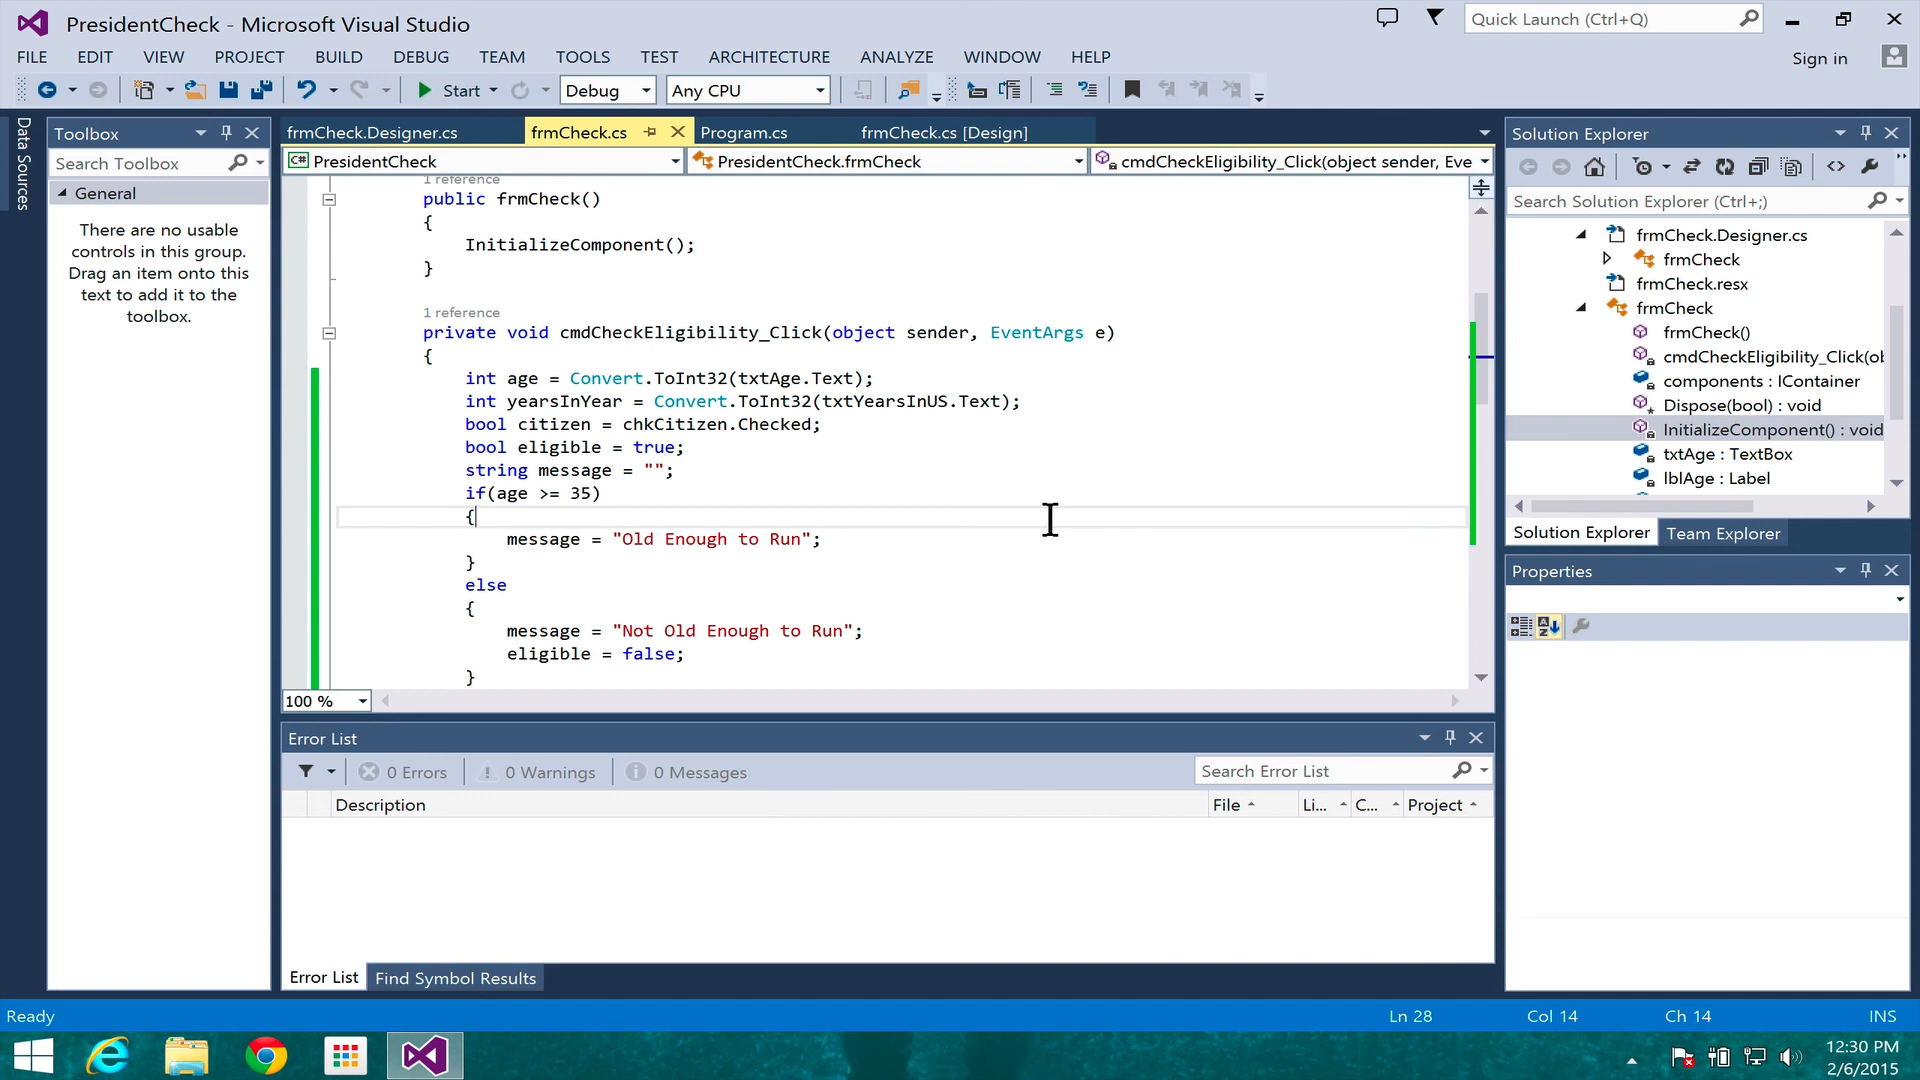 PresidentCheck - Microsoft Visual Studio
Quick Launch (Ctrl+Q)
FILE EDIT VIEW PROJECT BUILD DEBUG TEAM TOOLS TEST ARCHITECTURE ANALYZE WINDOW HELP
Sign in
Start Debug Any CPU
Data Sources
Toolbox
Search Toolbox
General
There are no usable
controls in this group.
Drag an item onto this
text to add it to the
toolbox.
frmCheck.Designer.cs frmCheck.cs Program.cs frmCheck.cs [Design]
C# PresidentCheck PresidentCheck.frmCheck cmdCheckEligibility_Click(object sender, Eve
1 reference
public frmCheck()
{
InitializeComponent();
}
1 reference
private void cmdCheckEligibility_Click(object sender, EventArgs e)
{
int age = Convert.ToInt32(txtAge.Text);
int yearsInYear = Convert.ToInt32(txtYearsInUS.Text);
bool citizen = chkCitizen.Checked;
bool eligible = true;
string message = "";
if(age >= 35)
{
message = "Old Enough to Run";
}
else
{
message = "Not Old Enough to Run";
eligible = false;
}
100 %
Error List
0 Errors 0 Warnings 0 Messages
Search Error List
Description File Li... C... Project
Error List Find Symbol Results
Solution Explorer
Search Solution Explorer (Ctrl+;)
frmCheck.Designer.cs
frmCheck
frmCheck.resx
frmCheck
frmCheck()
cmdCheckEligibility_Click(ob
components : IContainer
Dispose(bool) : void
InitializeComponent() : void
txtAge : TextBox
lblAge : Label
Solution Explorer Team Explorer
Properties
Ready
Ln 28 Col 14 Ch 14 INS
12:30 PM
2/6/2015